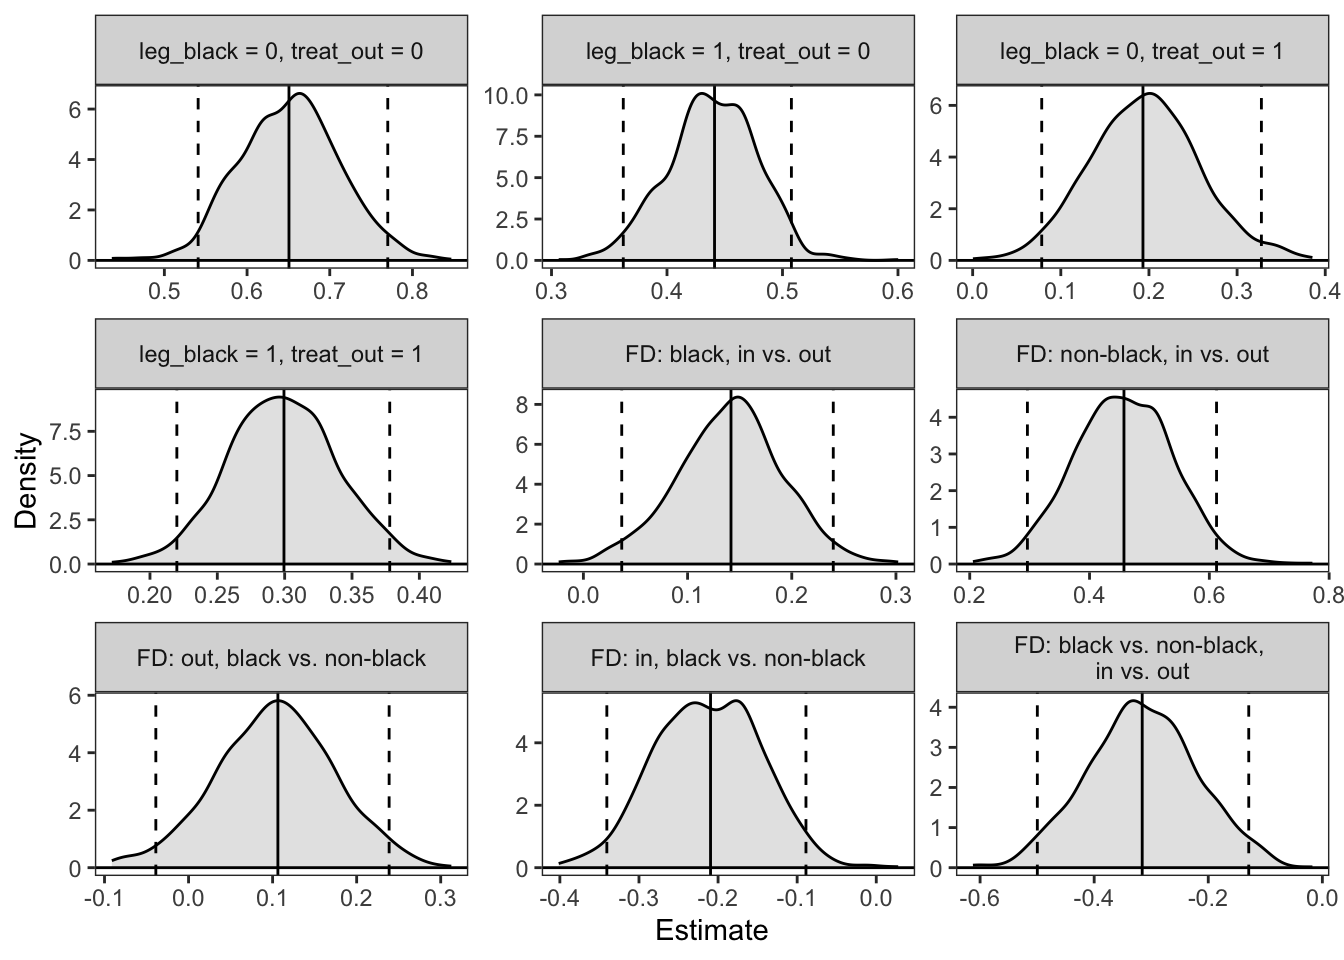 leg_black = 0, treat_out = 0
leg_black = 1, treat_out = 0
leg_black = 0, treat_out = 1
6
4
2
0
10.0
7.5
5.0
2.5
0.0
6
4
2
0
0.5 0.6 0.7 0.8
0.3 0.4 0.5 0.6
0.0 0.1 0.2 0.3 0.4
leg_black = 1, treat_out = 1
FD: black, in vs. out
FD: non-black, in vs. out
7.5
5.0
2.5
0.0
8
6
4
2
0
4
3
2
1
0
0.20 0.25 0.30 0.35 0.40
0.0 0.1 0.2 0.3
0.2 0.4 0.6 0.8
Density
FD: out, black vs. non-black
FD: in, black vs. non-black
FD: black vs. non-black,
in vs. out
6
4
2
0
4
2
0
4
3
2
1
0
-0.1 0.0 0.1 0.2 0.3
-0.4 -0.3 -0.2 -0.1 0.0
-0.6 -0.4 -0.2 0.0
Estimate